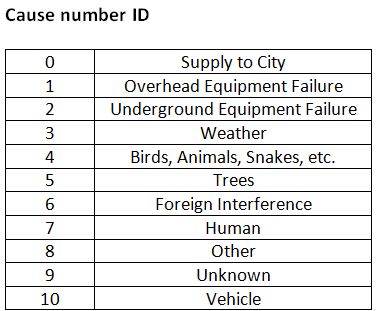 Cause number ID
0 Supply to City
1 Overhead Equipment Failure
2 Underground Equipment Failure
3 Weather
4 Birds, Animals, Snakes, etc.
5 Trees
6 Foreign Interference
7 Human
8 Other
9 Unknown
10 Vehicle